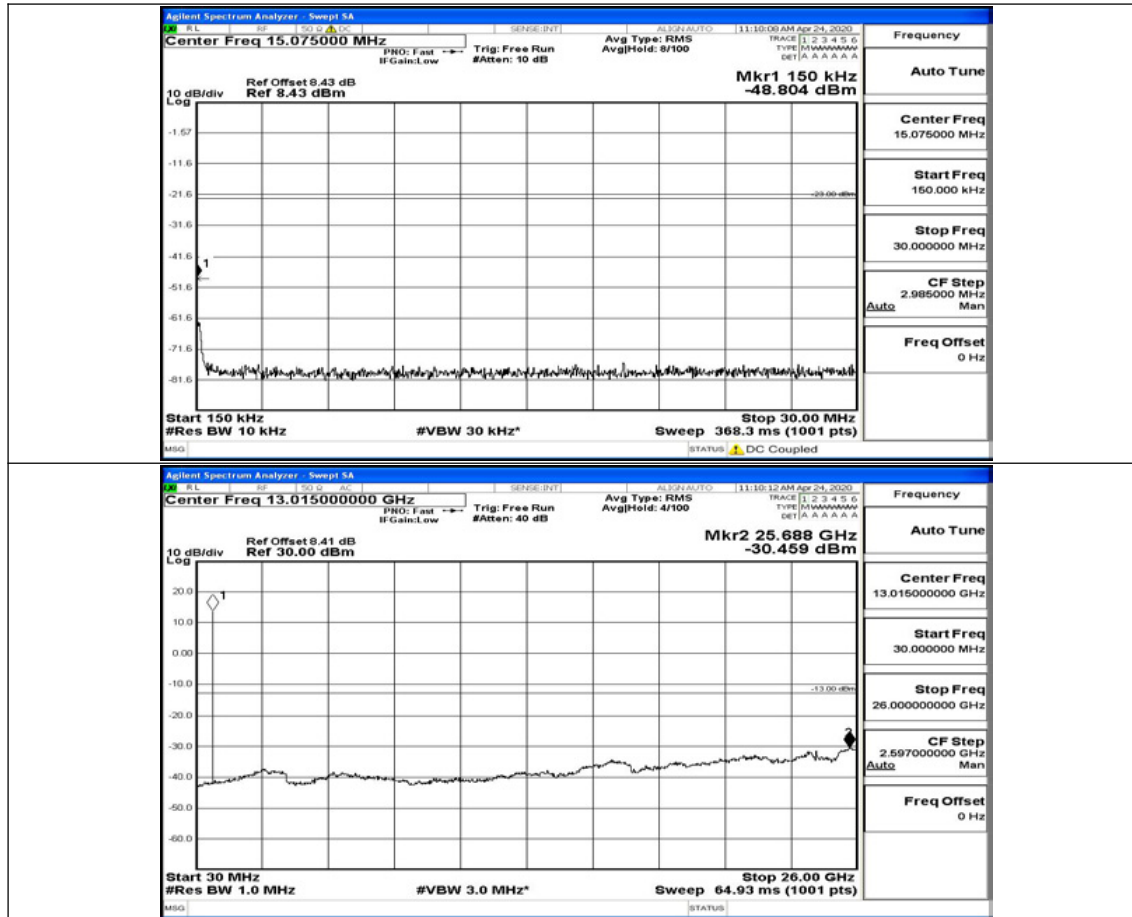 Agilent Spectrum Analyzer - Swept SA
RL RF 50 Ω DC SENSE:INT ALIGN AUTO 11:10:09 AM Apr 24, 2020
Center Freq 15.075000 MHz
PNO: Fast Trig: Free Run
IFGain:Low #Atten: 10 dB
Avg Type: RMS
Avg|Hold: 8/100
TRACE 1 2 3 4 5 6
TYPE M
DET A A A A A A
Ref Offset 8.43 dB
10 dB/div Ref 8.43 dBm
Log
Mkr1 150 kHz
-48.804 dBm
-1.57
-11.6
-21.6
-23.00 dBm
-31.6
-41.6
1
-51.6
-61.6
-71.6
-81.6
Start 150 kHz Stop 30.00 MHz
#Res BW 10 kHz #VBW 30 kHz* Sweep 368.3 ms (1001 pts)
MSG STATUS DC Coupled
Frequency
Auto Tune
Center Freq
15.075000 MHz
Start Freq
150.000 kHz
Stop Freq
30.000000 MHz
CF Step
2.985000 MHz
Auto Man
Freq Offset
0 Hz
Agilent Spectrum Analyzer - Swept SA
RL RF 50 Ω AC SENSE:INT ALIGN AUTO 11:10:12 AM Apr 24, 2020
Center Freq 13.015000000 GHz
PNO: Fast Trig: Free Run
IFGain:Low #Atten: 40 dB
Avg Type: RMS
Avg|Hold: 4/100
TRACE 1 2 3 4 5 6
TYPE M
DET A A A A A A
Ref Offset 8.41 dB
10 dB/div Ref 30.00 dBm
Log
Mkr2 25.688 GHz
-30.459 dBm
20.0
1
10.0
0.00
-10.0
-13.00 dBm
-20.0
2
-30.0
-40.0
-50.0
-60.0
Start 30 MHz Stop 26.00 GHz
#Res BW 1.0 MHz #VBW 3.0 MHz* Sweep 64.93 ms (1001 pts)
MSG STATUS
Frequency
Auto Tune
Center Freq
13.015000000 GHz
Start Freq
30.000000 MHz
Stop Freq
26.000000000 GHz
CF Step
2.597000000 GHz
Auto Man
Freq Offset
0 Hz